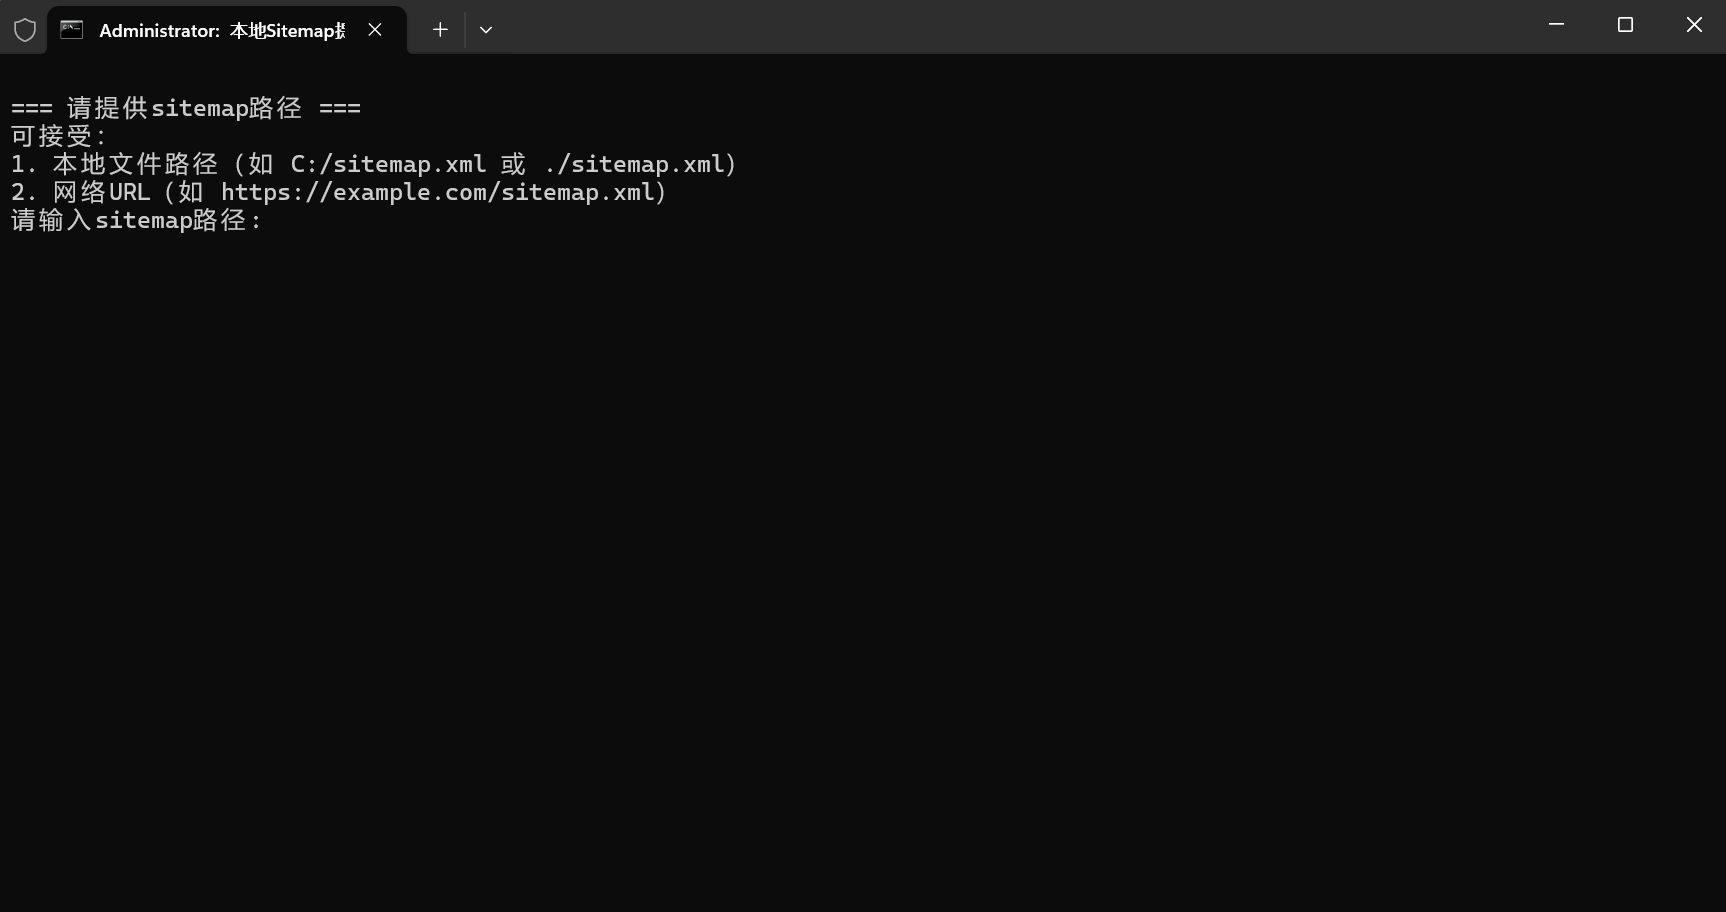 Administrator: 本地Sitemap
=== 请提供sitemap路径 ===
可接受：
1. 本地文件路径（如 C:/sitemap.xml 或 ./sitemap.xml）
2. 网络URL（如 https://example.com/sitemap.xml）
请输入sitemap路径：